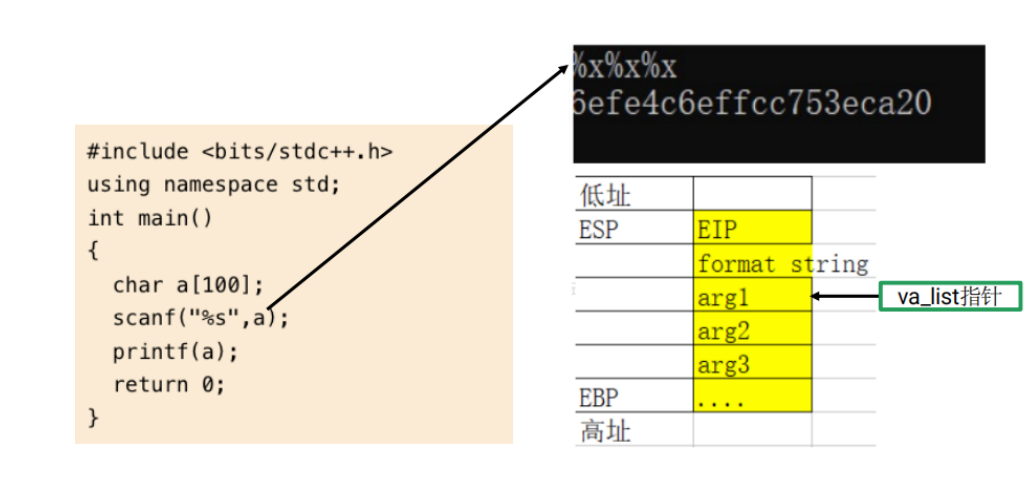 #include <bits/stdc++.h>
using namespace std;
int main()
{
char a[100];
scanf("%s",a);
printf(a);
return 0;
}
%x%x%x
6efe4c6effcc753eca20
低址
ESP EIP
format string
arg1
va_list指针
arg2
arg3
EBP ....
高址